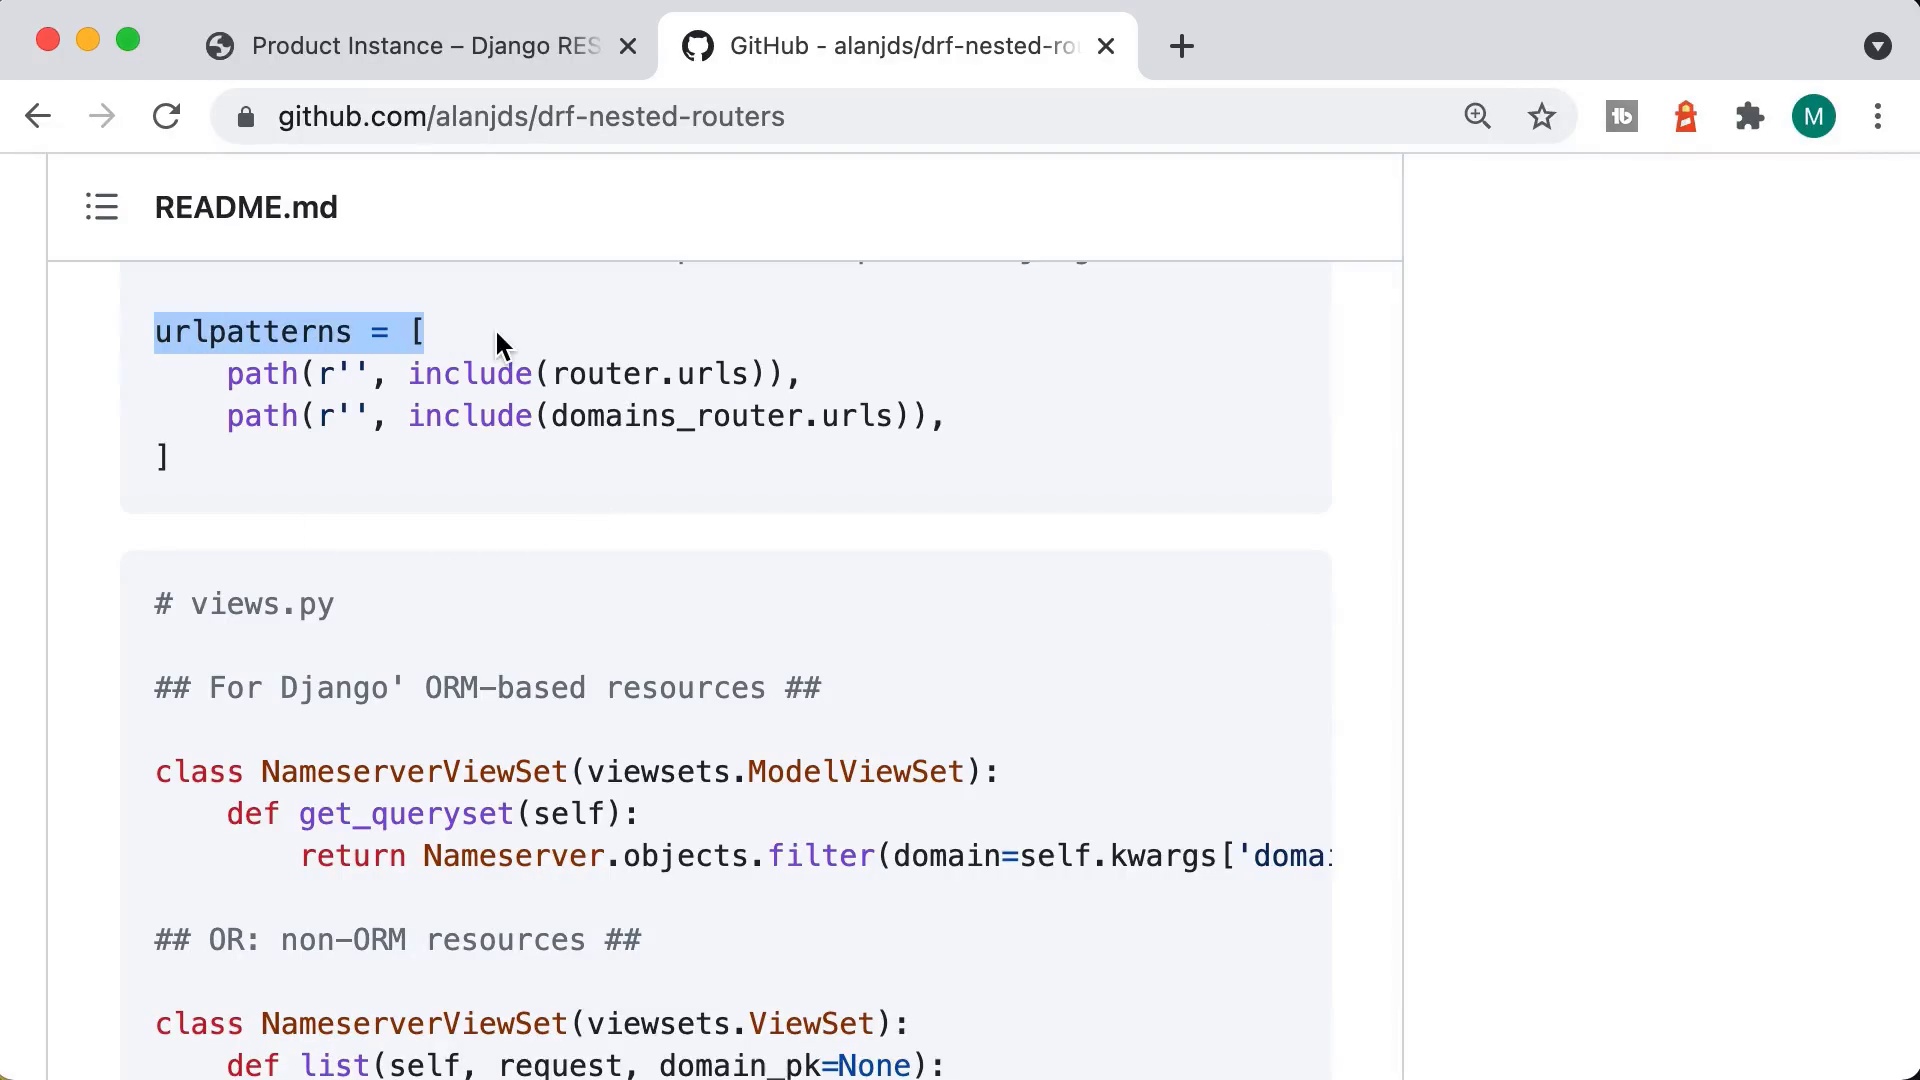 Product Instance – Django RES
GitHub - alanjds/drf-nested-ro
github.com/alanjds/drf-nested-routers
M
README.md
urlpatterns = [
path(r'', include(router.urls)),
path(r'', include(domains_router.urls)),
]
# views.py
## For Django' ORM-based resources ##
class NameserverViewSet(viewsets.ModelViewSet):
def get_queryset(self):
return Nameserver.objects.filter(domain=self.kwargs['domai
## OR: non-ORM resources ##
class NameserverViewSet(viewsets.ViewSet):
def list(self, request, domain_pk=None):